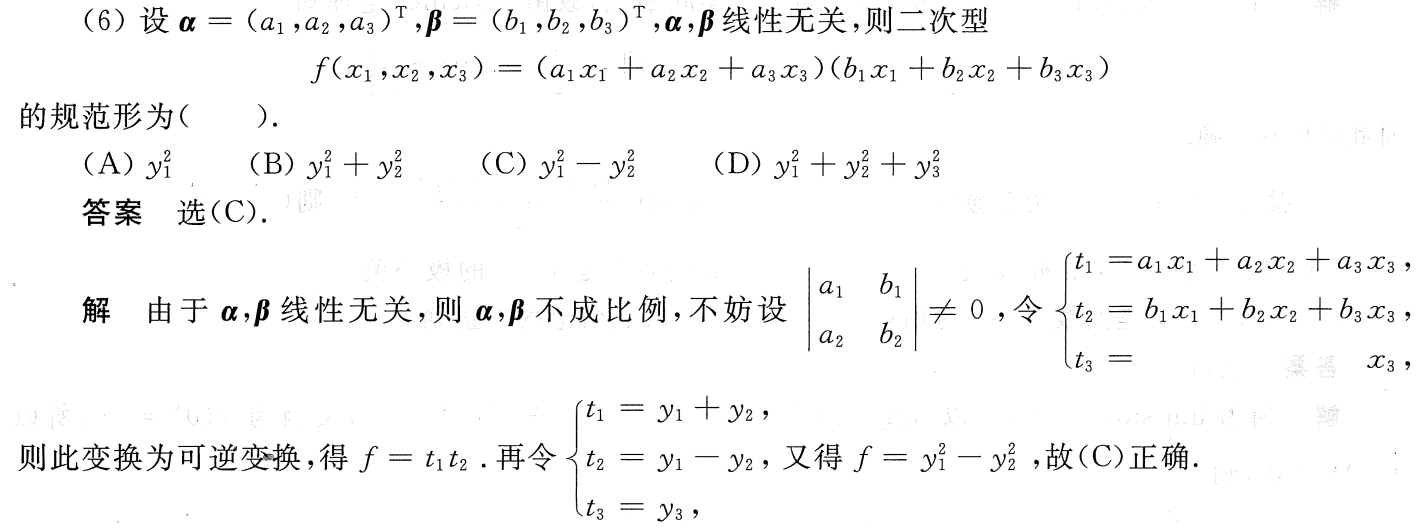 (6) 设 α = (a₁,a₂,a₃)ᵀ,β = (b₁,b₂,b₃)ᵀ,α,β 线性无关,则二次型
f(x₁,x₂,x₃) = (a₁x₁ + a₂x₂ + a₃x₃)(b₁x₁ + b₂x₂ + b₃x₃)
的规范形为(　　).
(A) y₁²　(B) y₁² + y₂²　(C) y₁² − y₂²　(D) y₁² + y₂² + y₃²
答案　选(C).
解　由于 α,β 线性无关,则 α,β 不成比例,不妨设 |a₁ b₁; a₂ b₂| ≠ 0 ,令 { t₁ = a₁x₁ + a₂x₂ + a₃x₃, t₂ = b₁x₁ + b₂x₂ + b₃x₃, t₃ = x₃,
则此变换为可逆变换,得 f = t₁t₂ . 再令 { t₁ = y₁ + y₂, t₂ = y₁ − y₂, t₃ = y₃, 又得 f = y₁² − y₂² ,故(C)正确.